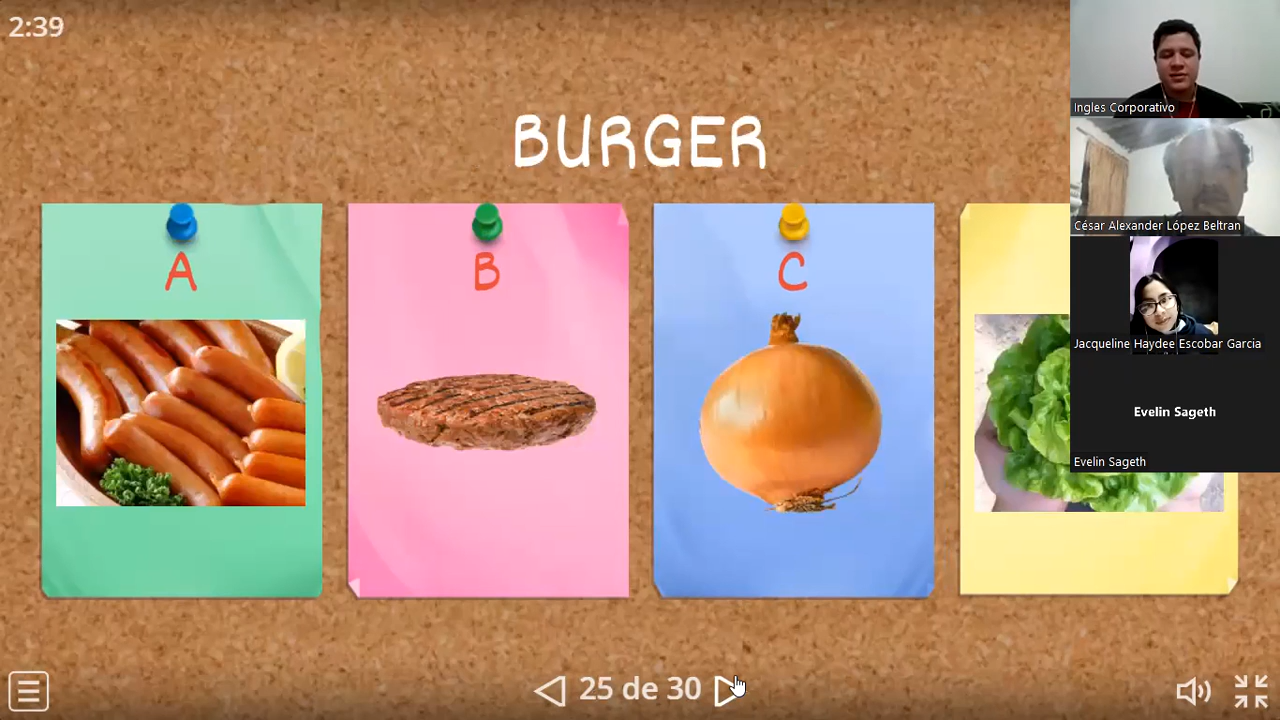 2:39
BURGER
A
B
C
25 de 30
Ingles Corporativo
César Alexander López Beltran
Jacqueline Haydee Escobar Garcia
Evelin Sageth
Evelin Sageth